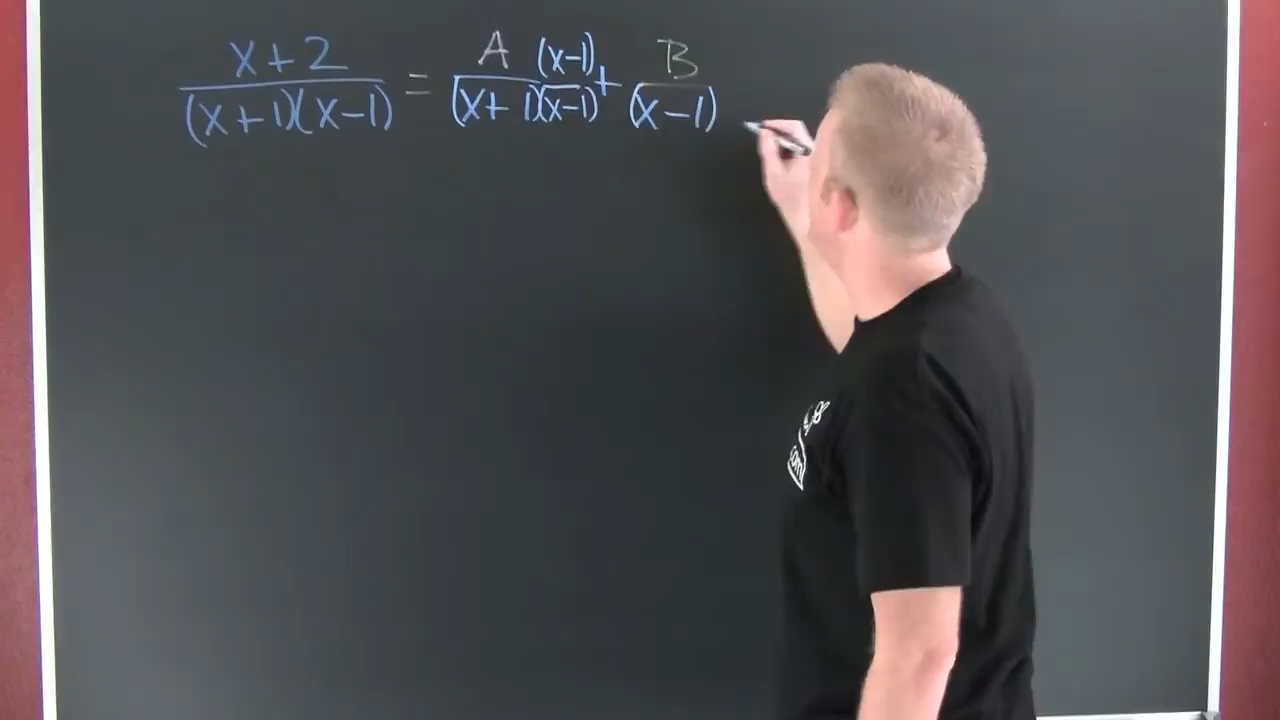 x+2 = A (x-1) + B
(x+1)(x-1) (x+1)(x-1) (x-1)